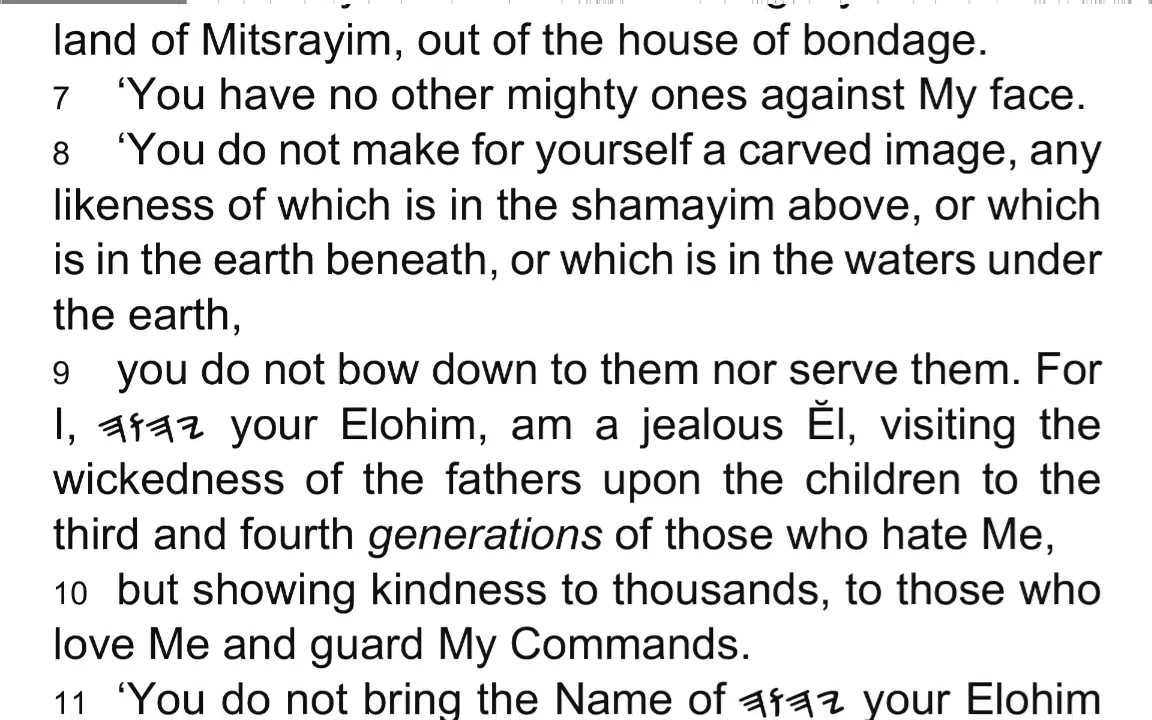 land of Mitsrayim, out of the house of bondage.
7 ‘You have no other mighty ones against My face.
8 ‘You do not make for yourself a carved image, any
likeness of which is in the shamayim above, or which
is in the earth beneath, or which is in the waters under
the earth,
9 you do not bow down to them nor serve them. For
I, 𐤉𐤄𐤅𐤄 your Elohim, am a jealous Ĕl, visiting the
wickedness of the fathers upon the children to the
third and fourth generations of those who hate Me,
10 but showing kindness to thousands, to those who
love Me and guard My Commands.
11 ‘You do not bring the Name of 𐤉𐤄𐤅𐤄 your Elohim